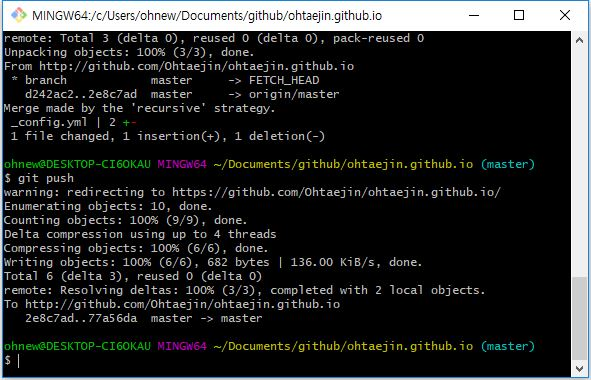 MINGW64:/c/Users/ohnew/Documents/github/ohtaejin.github.io
remote: Total 3 (delta 0), reused 0 (delta 0), pack-reused 0
Unpacking objects: 100% (3/3), done.
From http://github.com/Ohtaejin/ohtaejin.github.io
 * branch            master     -> FETCH_HEAD
   d242ac2..2e8c7ad  master     -> origin/master
Merge made by the 'recursive' strategy.
 _config.yml | 2 +-
 1 file changed, 1 insertion(+), 1 deletion(-)
ohnew@DESKTOP-CI6OKAU MINGW64 ~/Documents/github/ohtaejin.github.io (master)
$ git push
warning: redirecting to https://github.com/Ohtaejin/ohtaejin.github.io/
Enumerating objects: 10, done.
Counting objects: 100% (9/9), done.
Delta compression using up to 4 threads
Compressing objects: 100% (6/6), done.
Writing objects: 100% (6/6), 682 bytes | 136.00 KiB/s, done.
Total 6 (delta 3), reused 0 (delta 0)
remote: Resolving deltas: 100% (3/3), completed with 2 local objects.
To http://github.com/Ohtaejin/ohtaejin.github.io
   2e8c7ad..77a56da  master -> master
ohnew@DESKTOP-CI6OKAU MINGW64 ~/Documents/github/ohtaejin.github.io (master)
$